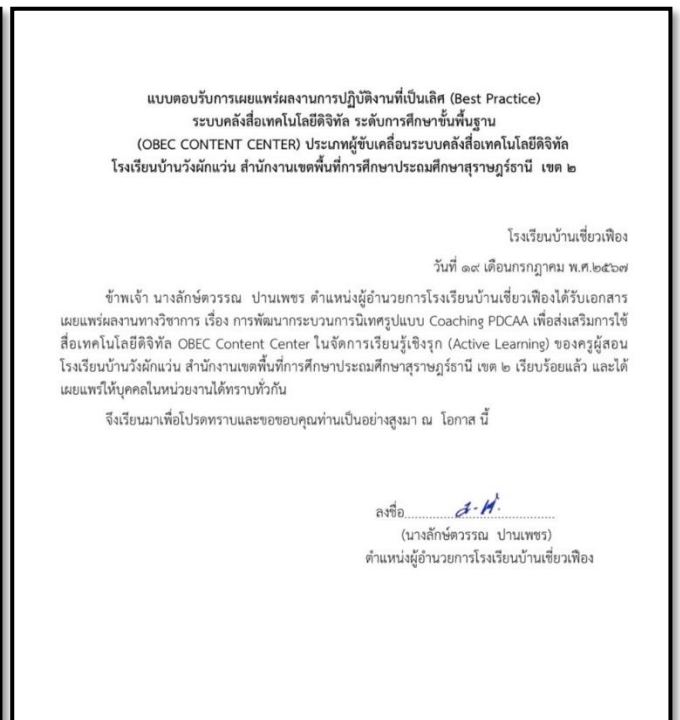 แบบตอบรับการเผยแพร่ผลงานการปฏิบัติงานที่เป็นเลิศ (Best Practice)
ระบบคลังสื่อเทคโนโลยีดิจิทัล ระดับการศึกษาขั้นพื้นฐาน
(OBEC CONTENT CENTER) ประเภทผู้ขับเคลื่อนระบบคลังสื่อเทคโนโลยีดิจิทัล
โรงเรียนบ้านวังผักแว่น สำนักงานเขตพื้นที่การศึกษาประถมศึกษาสุราษฎร์ธานี เขต ๒
โรงเรียนบ้านเชี่ยวเฟือง
วันที่ ๑๙ เดือนกรกฎาคม พ.ศ.๒๕๖๗
ข้าพเจ้า นางลักษ์ตวรรณ ปานเพชร ตำแหน่งผู้อำนวยการโรงเรียนบ้านเชี่ยวเฟืองได้รับเอกสาร
เผยแพร่ผลงานทางวิชาการ เรื่อง การพัฒนากระบวนการนิเทศรูปแบบ Coaching PDCAA เพื่อส่งเสริมการใช้
สื่อเทคโนโลยีดิจิทัล OBEC Content Center ในจัดการเรียนรู้เชิงรุก (Active Learning) ของครูผู้สอน
โรงเรียนบ้านวังผักแว่น สำนักงานเขตพื้นที่การศึกษาประถมศึกษาสุราษฎร์ธานี เขต ๒ เรียบร้อยแล้ว และได้
เผยแพร่ให้บุคคลในหน่วยงานได้ทราบทั่วกัน
จึงเรียนมาเพื่อโปรดทราบและขอขอบคุณท่านเป็นอย่างสูงมา ณ โอกาส นี้
ลงชื่อ
(นางลักษ์ตวรรณ ปานเพชร)
ตำแหน่งผู้อำนวยการโรงเรียนบ้านเชี่ยวเฟือง